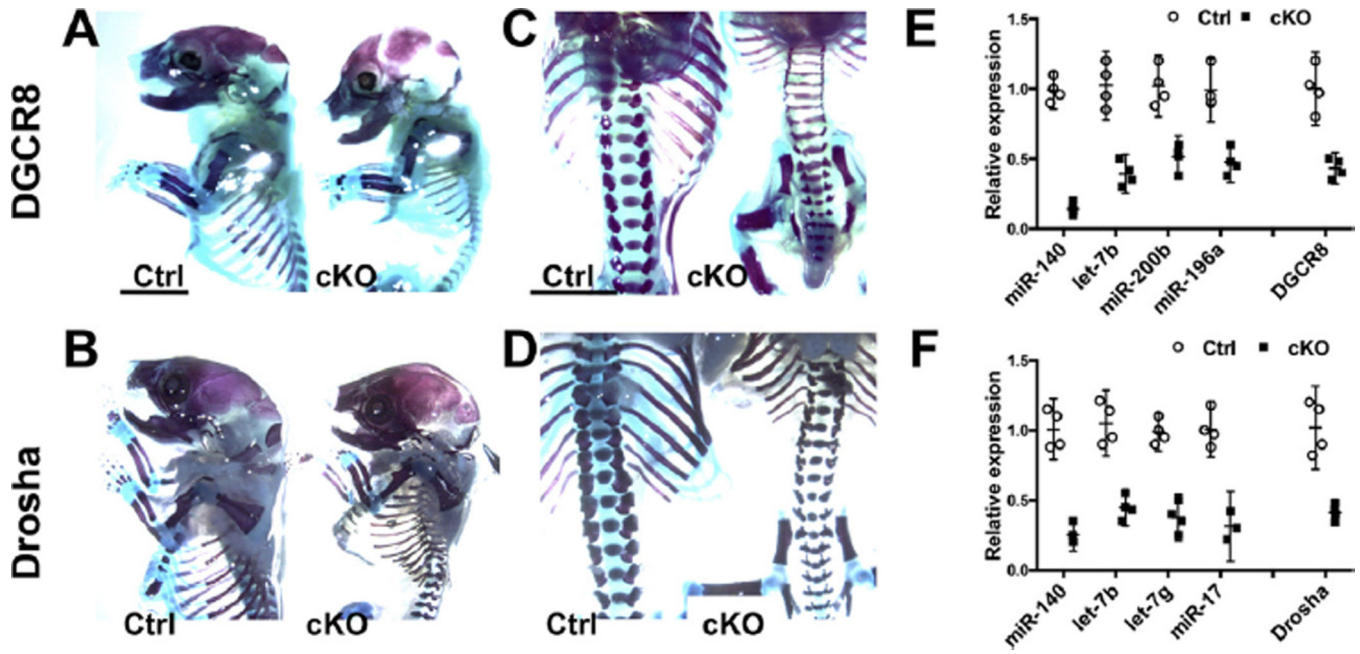 DGCR8
A
Ctrl
cKO
C
Ctrl
cKO
E
Ctrl
cKO
Relative expression
1.5
1.0
0.5
0.0
miR-140
let-7b
miR-200b
miR-196a
DGCR8
Drosha
B
Ctrl
cKO
D
Ctrl
cKO
F
Ctrl
cKO
Relative expression
1.5
1.0
0.5
0.0
miR-140
let-7b
let-7g
miR-17
Drosha